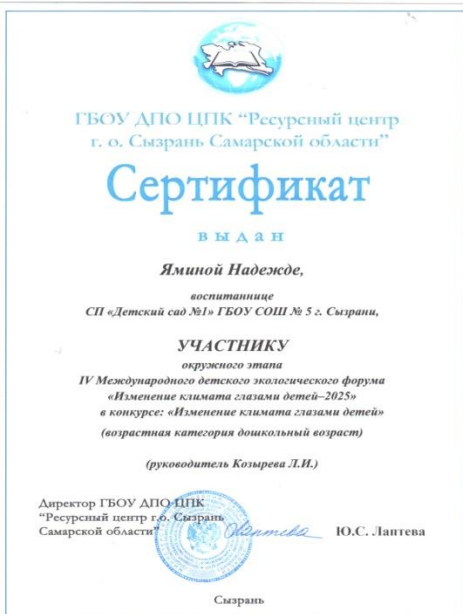 ГБОУ ДПО ЦПК “Ресурсный центр
г. о. Сызрань Самарской области”
Сертификат
выдан
Яминой Надежде,
воспитаннице
СП «Детский сад №1» ГБОУ СОШ № 5 г. Сызрани,
УЧАСТНИКУ
окружного этапа
IV Международного детского экологического форума
«Изменение климата глазами детей–2025»
в конкурсе: «Изменение климата глазами детей»
(возрастная категория дошкольный возраст)
(руководитель Козырева Л.И.)
Директор ГБОУ ДПО ЦПК
“Ресурсный центр г.о. Сызрань
Самарской области”
Лаптева
Ю.С. Лаптева
Сызрань